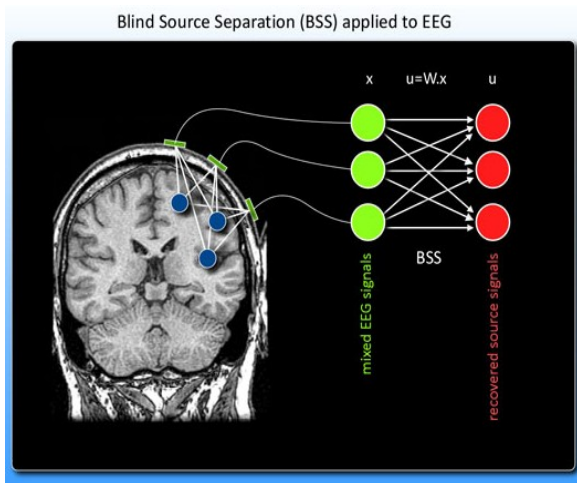 Blind Source Separation (BSS) applied to EEG
x
u=W.x
u
BSS
mixed EEG signals
recovered source signals